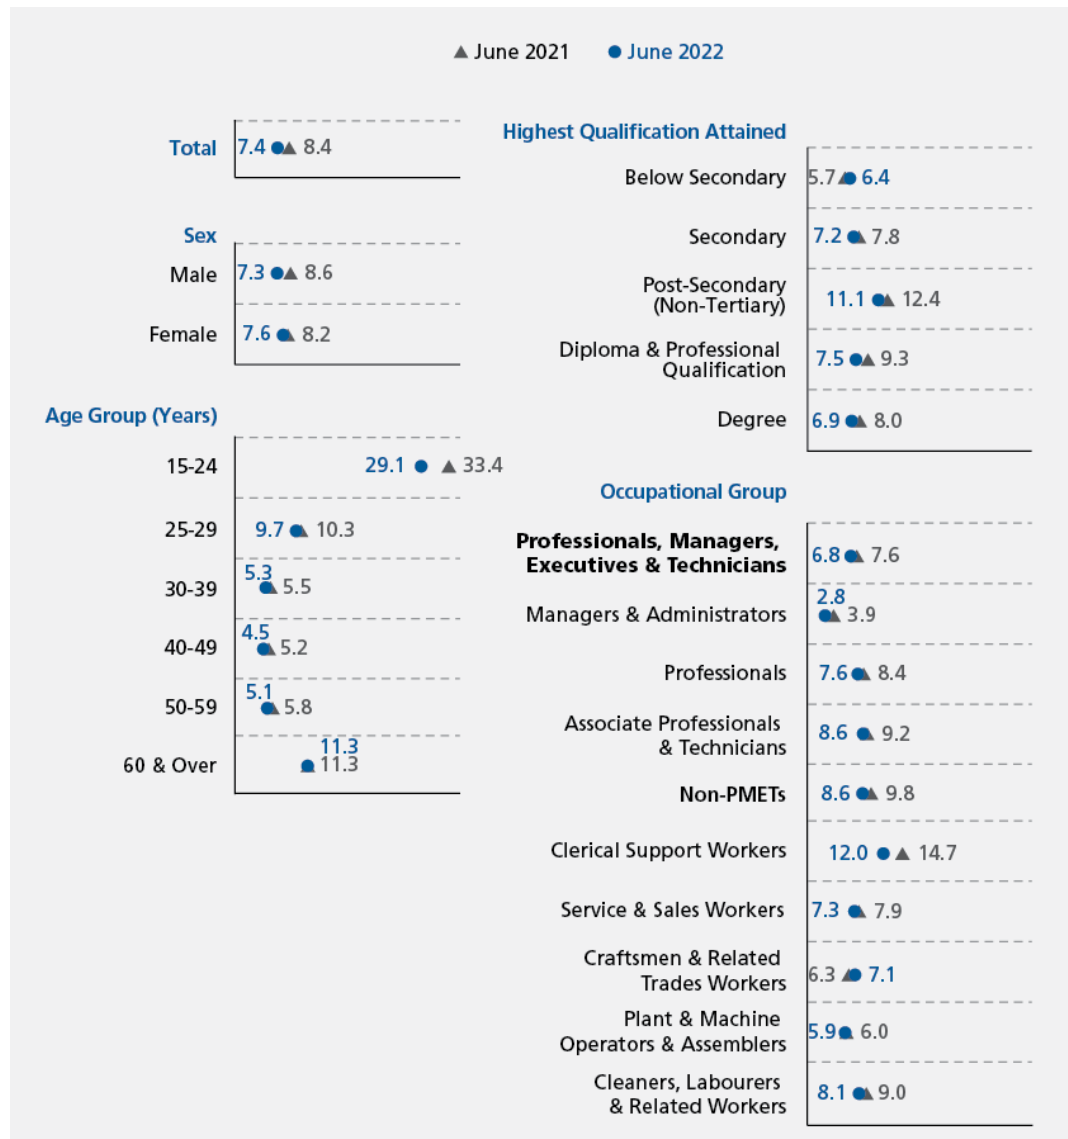 ▲ June 2021 ● June 2022
Total 7.4 8.4
Sex
Male 7.3 8.6
Female 7.6 8.2
Age Group (Years)
15-24 29.1 33.4
25-29 9.7 10.3
30-39 5.3 5.5
40-49 4.5 5.2
50-59 5.1 5.8
60 & Over 11.3 11.3
Highest Qualification Attained
Below Secondary 5.7 6.4
Secondary 7.2 7.8
Post-Secondary
(Non-Tertiary) 11.1 12.4
Diploma & Professional
Qualification 7.5 9.3
Degree 6.9 8.0
Occupational Group
Professionals, Managers,
Executives & Technicians 6.8 7.6
Managers & Administrators 2.8 3.9
Professionals 7.6 8.4
Associate Professionals
& Technicians 8.6 9.2
Non-PMETs 8.6 9.8
Clerical Support Workers 12.0 14.7
Service & Sales Workers 7.3 7.9
Craftsmen & Related
Trades Workers 6.3 7.1
Plant & Machine
Operators & Assemblers 5.9 6.0
Cleaners, Labourers
& Related Workers 8.1 9.0